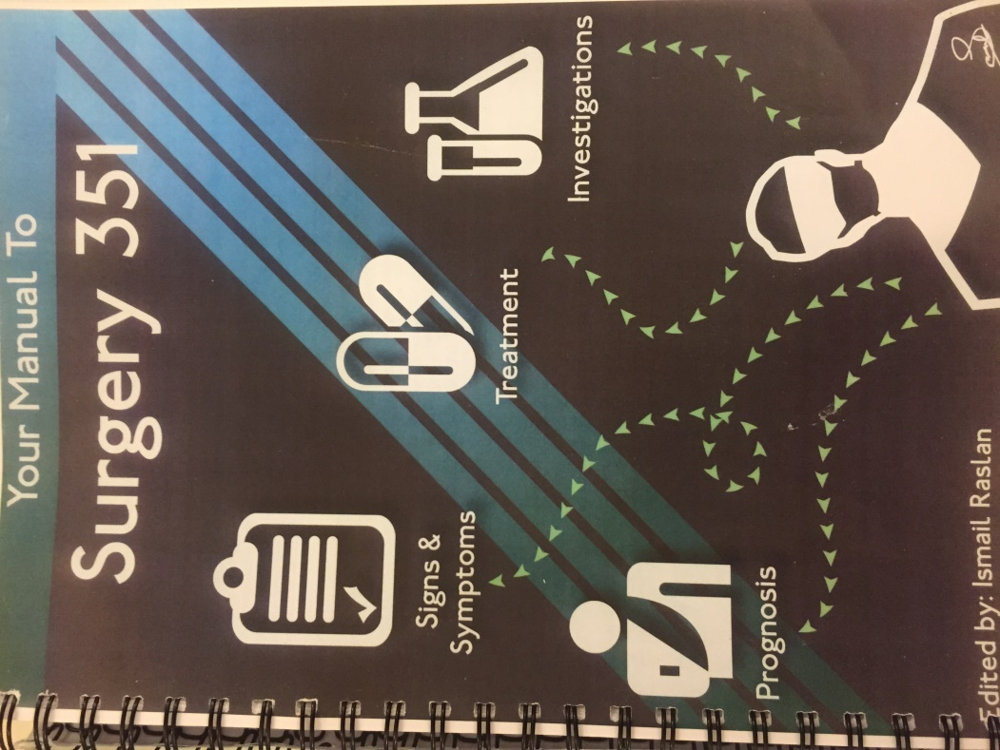 Your Manual To
Surgery 351
Signs &
Symptoms
Treatment
Investigations
Prognosis
Edited by: Ismail Raslan